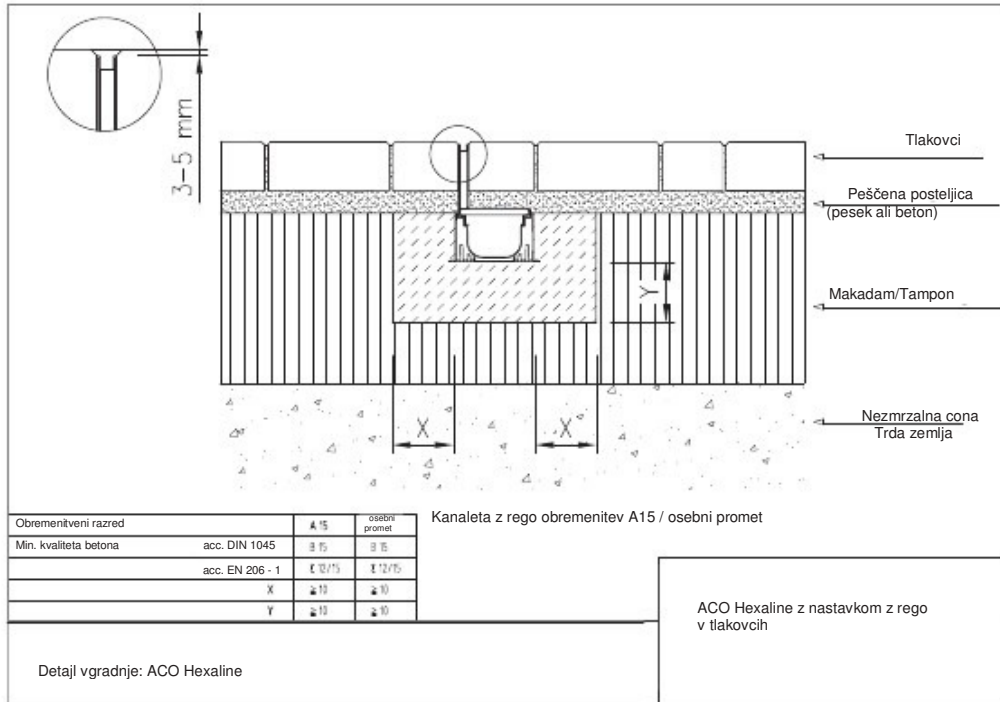 3-5 mm
Tlakovci
Peščena posteljica
(pesek ali beton)
Makadam/Tampon
Y
Nezmrzalna cona
Trda zemlja
X
X
Kanaleta z rego obremenitev A15 / osebni promet
Obremenitveni razred A 15 osebni promet
Min. kvaliteta betona acc. DIN 1045 B 15 B 15
acc. EN 206 - 1 12/15 12/15
X ≥10 ≥10
Y ≥10 ≥10
ACO Hexaline z nastavkom z rego
v tlakovcih
Detajl vgradnje: ACO Hexaline